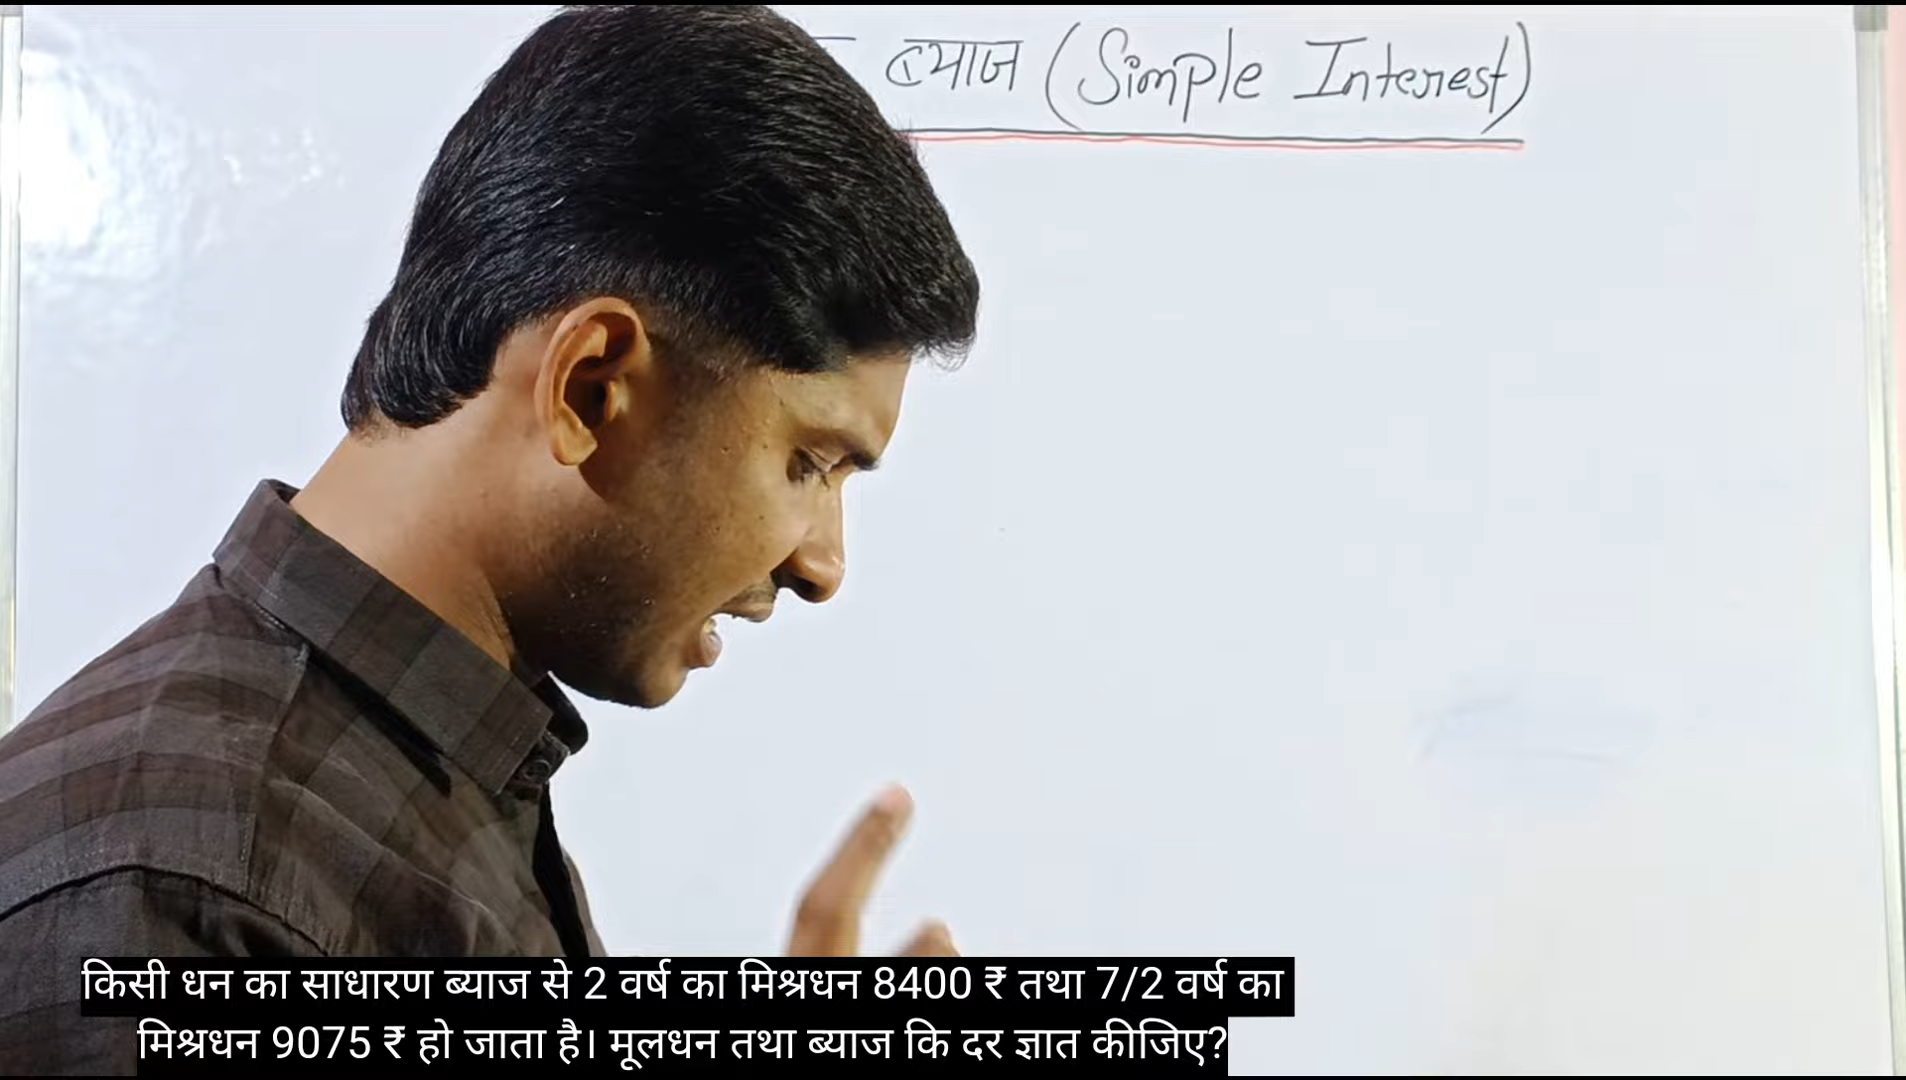 ब्याज (Simple Interest)
किसी धन का साधारण ब्याज से 2 वर्ष का मिश्रधन 8400 ₹ तथा 7/2 वर्ष का
मिश्रधन 9075 ₹ हो जाता है। मूलधन तथा ब्याज कि दर ज्ञात कीजिए?